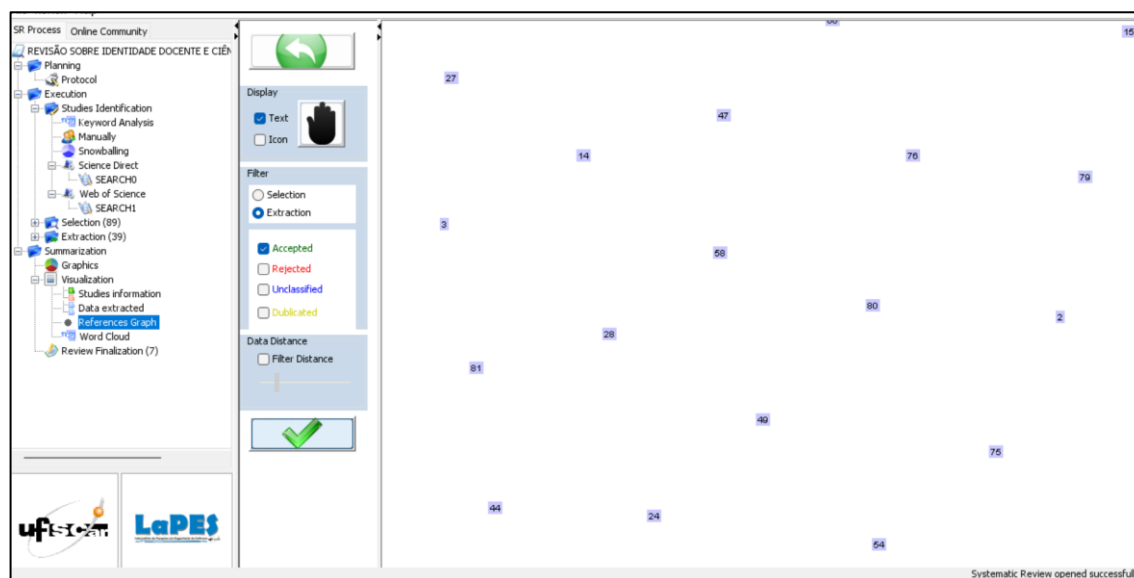 SR Process Online Community
REVISÃO SOBRE IDENTIDADE DOCENTE E CIÊN
Planning
Protocol
Execution
Studies Identification
Keyword Analysis
Manually
Snowballing
Science Direct
SEARCH0
Web of Science
SEARCH1
Selection (89)
Extraction (39)
Summarization
Graphics
Visualization
Studies information
Data extracted
References Graph
Word Cloud
Review Finalization (7)
ufscar
LaPES
Display
Text
Icon
Filter
Selection
Extraction
Accepted
Rejected
Unclassified
Dublicated
Data Distance
Filter Distance
15
27
47
14
76
79
3
58
80
2
28
81
49
75
44
24
54
Systematic Review opened successful